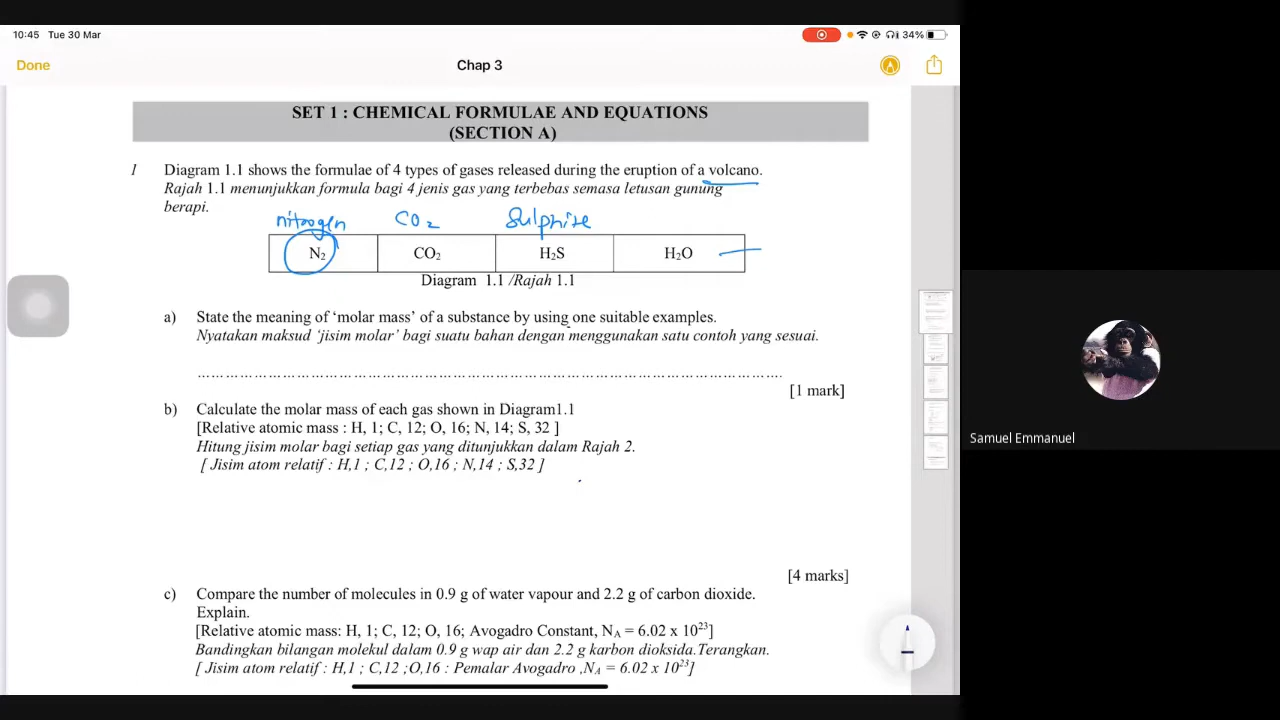 10:45 Tue 30 Mar
34%
Done
Chap 3
SET 1 : CHEMICAL FORMULAE AND EQUATIONS
(SECTION A)
1 Diagram 1.1 shows the formulae of 4 types of gases released during the eruption of a volcano.
Rajah 1.1 menunjukkan formula bagi 4 jenis gas yang terbebas semasa letusan gunung
berapi.
nitrogen CO₂ Sulphite
N₂ CO₂ H₂S H₂O
Diagram 1.1 /Rajah 1.1
a) State the meaning of ‘molar mass’ of a substance by using one suitable examples.
Nyatakan maksud ‘jisim molar’ bagi suatu bahan dengan menggunakan satu contoh yang sesuai.
[1 mark]
b) Calculate the molar mass of each gas shown in Diagram1.1
[Relative atomic mass : H, 1; C, 12; O, 16; N, 14; S, 32 ]
Hitung jisim molar bagi setiap gas yang ditunjukkan dalam Rajah 2.
[ Jisim atom relatif : H,1 ; C,12 ; O,16 ; N,14 ; S,32 ]
[4 marks]
c) Compare the number of molecules in 0.9 g of water vapour and 2.2 g of carbon dioxide.
Explain.
[Relative atomic mass: H, 1; C, 12; O, 16; Avogadro Constant, N_A = 6.02 x 10²³]
Bandingkan bilangan molekul dalam 0.9 g wap air dan 2.2 g karbon dioksida.Terangkan.
[ Jisim atom relatif : H,1 ; C,12 ;O,16 : Pemalar Avogadro ,N_A = 6.02 x 10²³]
Samuel Emmanuel